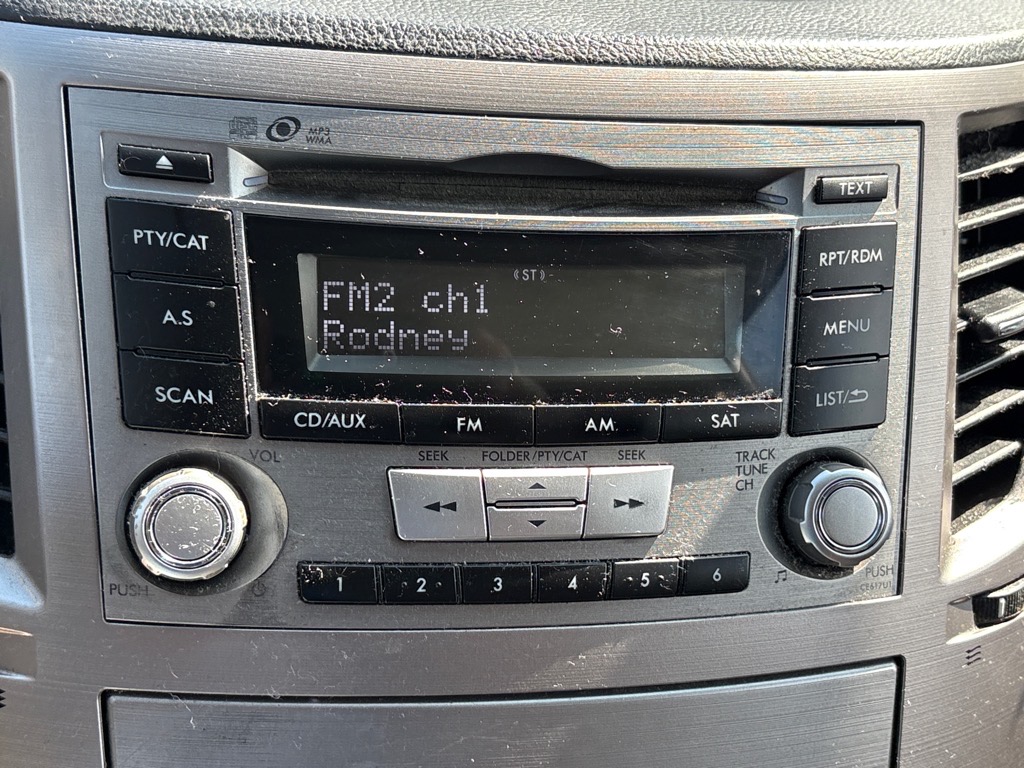 MP3
WMA
TEXT
PTY/CAT
RPT/RDM
ST
FM2 ch1
Rodney
A.S
MENU
SCAN
LIST/
CD/AUX
FM
AM
SAT
VOL
SEEK
FOLDER/PTY/CAT
SEEK
TRACK
TUNE
CH
PUSH
1
2
3
4
5
6
PUSH
CE617U1